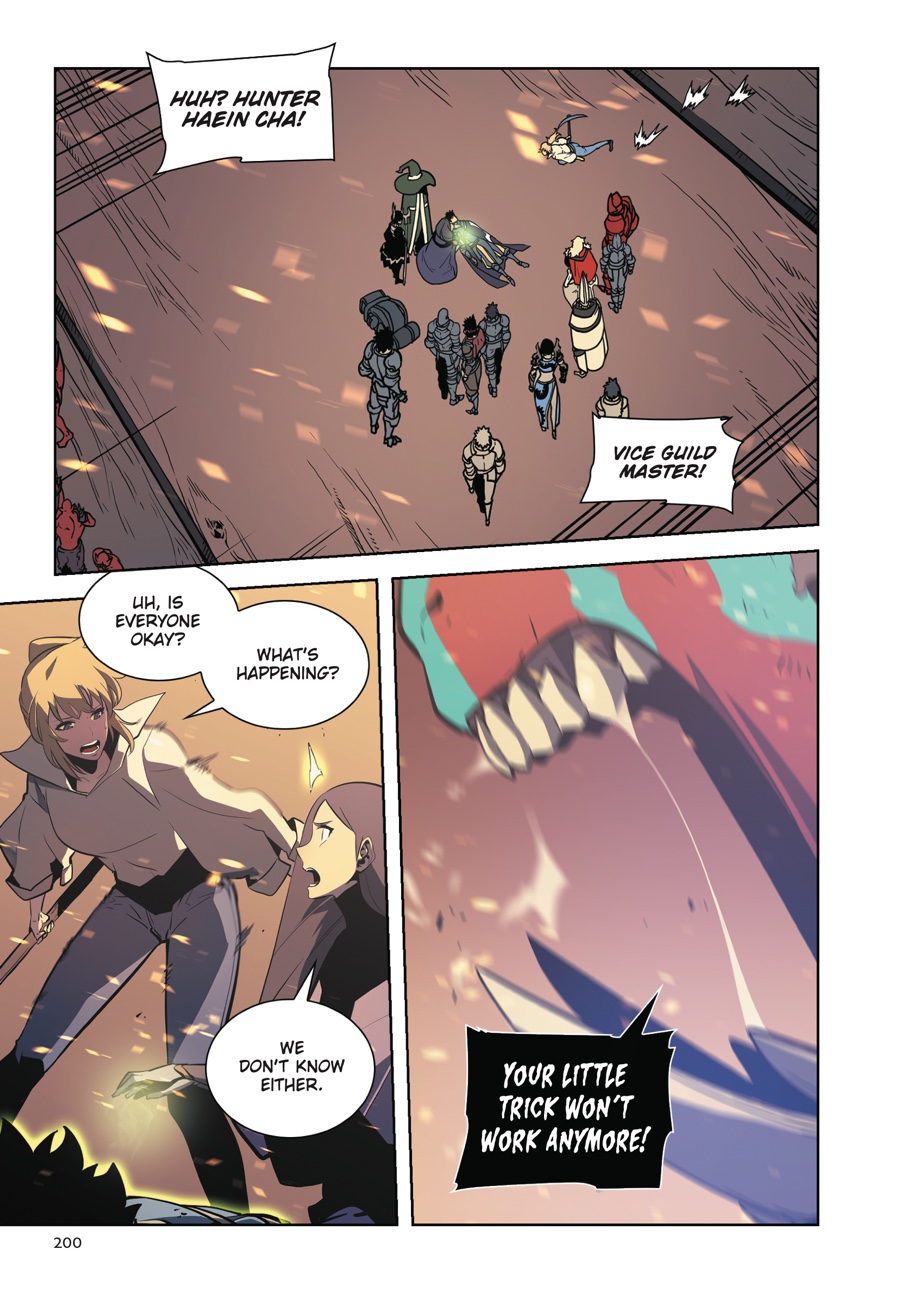 HUH? HUNTER
HAEIN CHA!
VICE GUILD
MASTER!
UH, IS
EVERYONE
OKAY?
WHAT'S
HAPPENING?
WE
DON'T KNOW
EITHER.
YOUR LITTLE
TRICK WON'T
WORK ANYMORE!
200